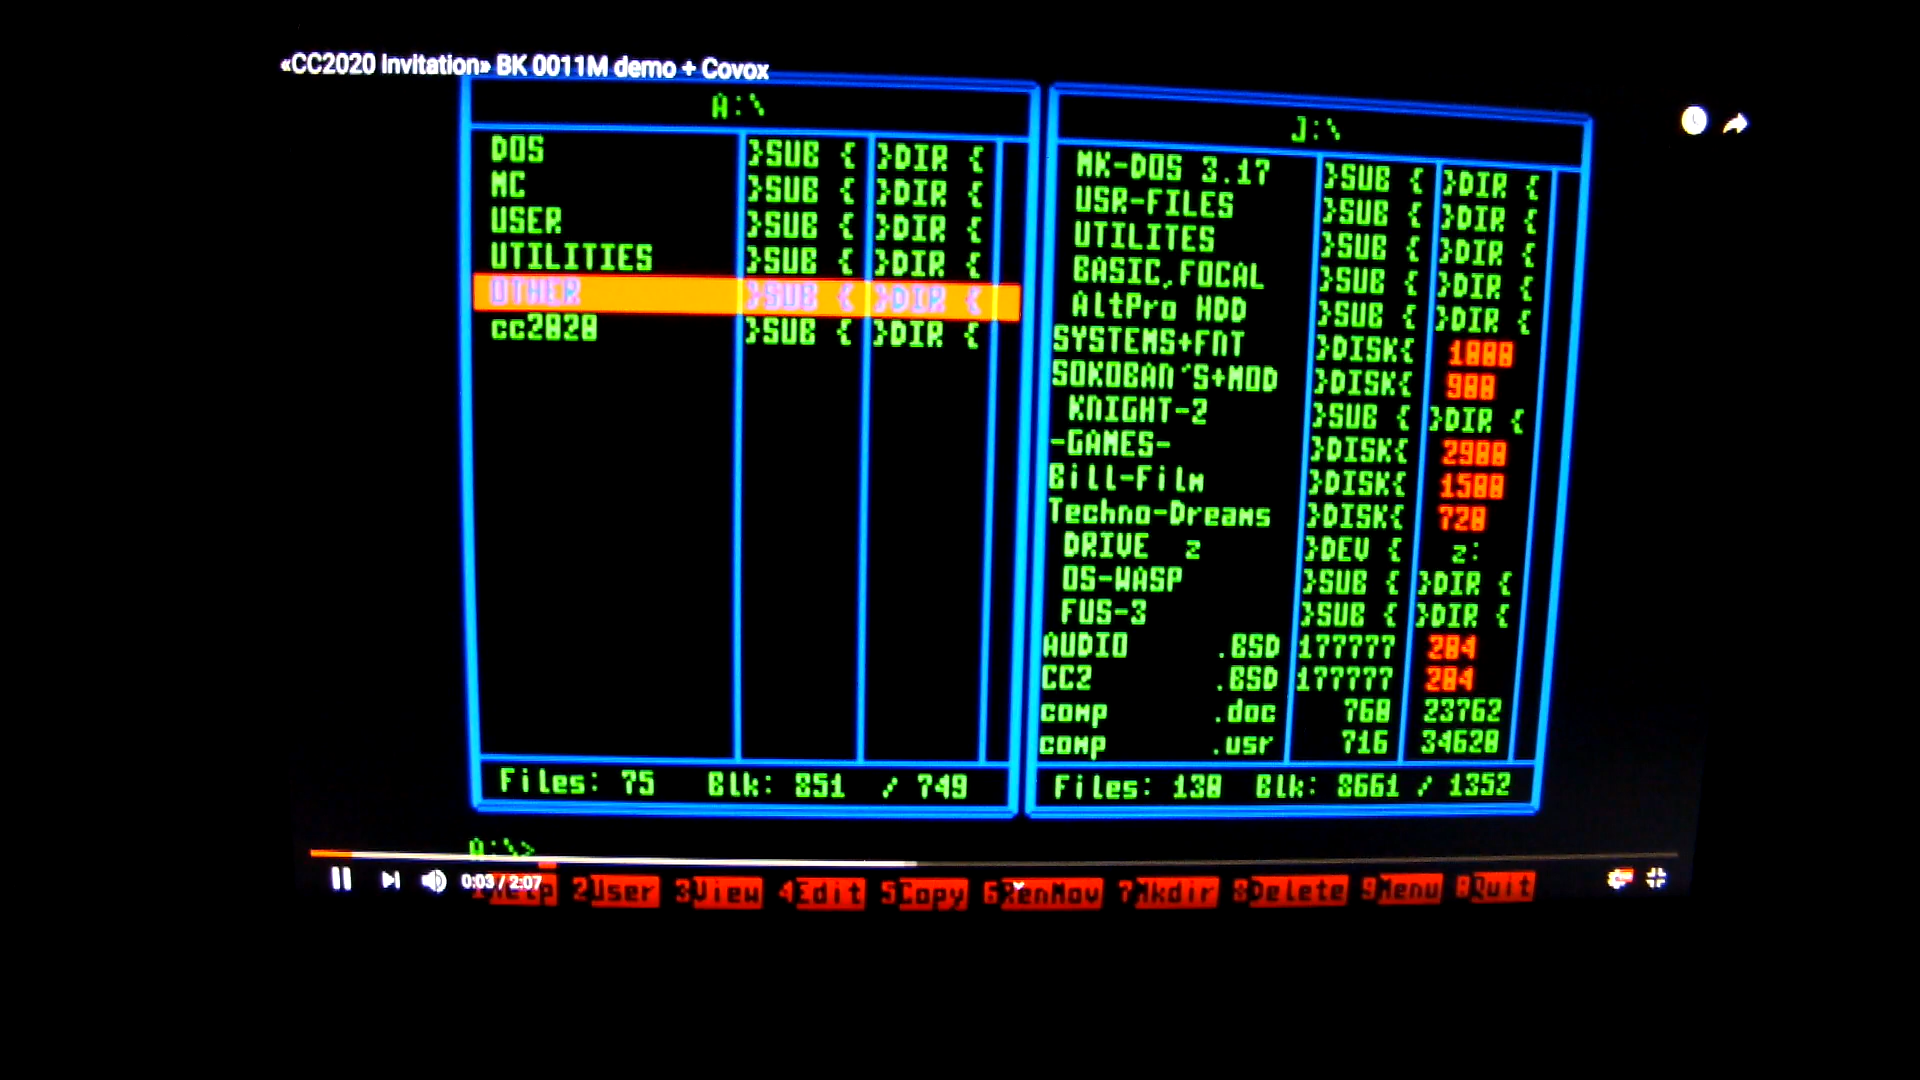 «CC2020 Invitation» BK 0011M demo + Covox
A:\
DOS }SUB { }DIR {
MC }SUB { }DIR {
USER }SUB { }DIR {
UTILITIES }SUB { }DIR {
OTHER }SUB { }DIR {
cc2020 }SUB { }DIR {
Files: 75 Blk: 851 / 749
J:\
MK-DOS 3.17 }SUB { }DIR {
USR-FILES }SUB { }DIR {
UTILITES }SUB { }DIR {
BASIC,FOCAL }SUB { }DIR {
AltPro HDD }SUB { }DIR {
SYSTEMS+FNT }DISK{ 1000
SOKOBAN'S+MOD }DISK{ 900
KNIGHT-2 }SUB { }DIR {
-GAMES- }DISK{ 2900
Bill-Film }DISK{ 1500
Techno-Dreams }DISK{ 720
DRIVE z }DEV { z:
OS-WASP }SUB { }DIR {
FUS-3 }SUB { }DIR {
AUDIO .BSD 177777 204
CC2 .BSD 177777 204
comp .doc 760 23762
comp .usr 716 34620
Files: 130 Blk: 8661 / 1352
A:\>
0:03 / 2:07
1Help 2User 3View 4Edit 5Copy 6RenMov 7Mkdir 8Delete 9Menu 0Quit